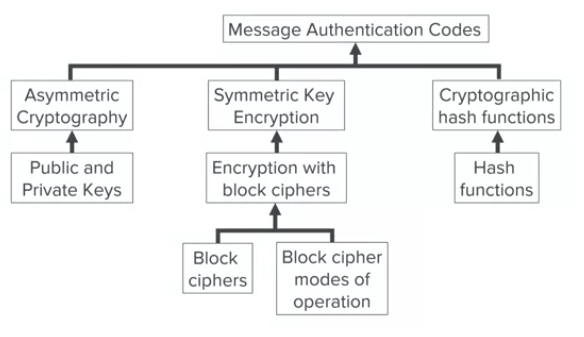 Message Authentication Codes
Asymmetric
Cryptography
Symmetric Key
Encryption
Cryptographic
hash functions
Public and
Private Keys
Encryption with
block ciphers
Hash
functions
Block
ciphers
Block cipher
modes of
operation